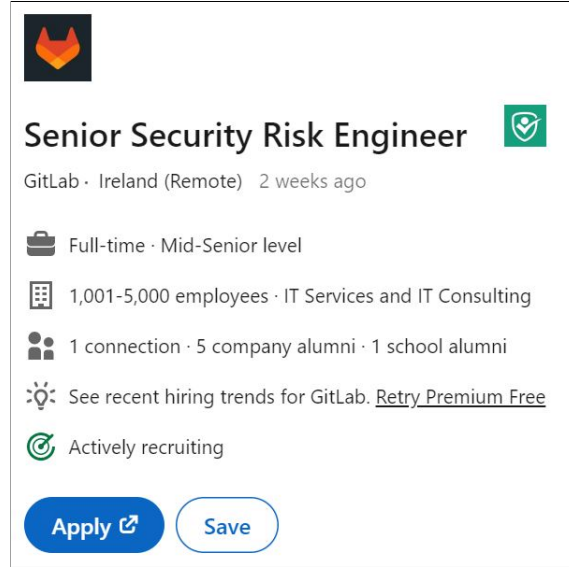 Senior Security Risk Engineer
GitLab · Ireland (Remote) 2 weeks ago
Full-time · Mid-Senior level
1,001-5,000 employees · IT Services and IT Consulting
1 connection · 5 company alumni · 1 school alumni
See recent hiring trends for GitLab. Retry Premium Free
Actively recruiting
Apply Save